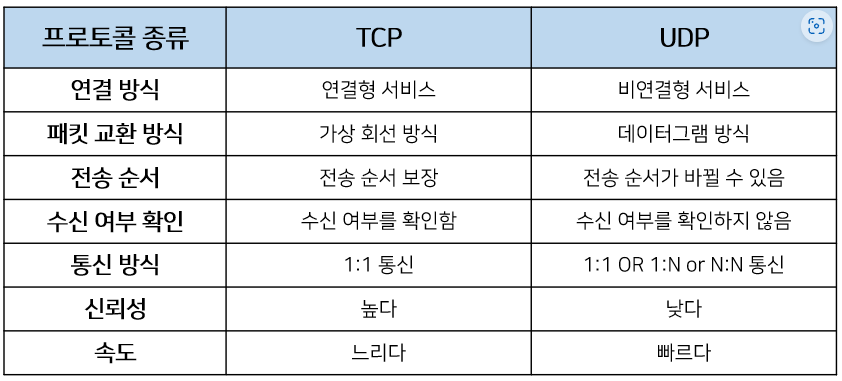 프로토콜 종류 TCP UDP
연결 방식 연결형 서비스 비연결형 서비스
패킷 교환 방식 가상 회선 방식 데이터그램 방식
전송 순서 전송 순서 보장 전송 순서가 바뀔 수 있음
수신 여부 확인 수신 여부를 확인함 수신 여부를 확인하지 않음
통신 방식 1:1 통신 1:1 OR 1:N or N:N 통신
신뢰성 높다 낮다
속도 느리다 빠르다